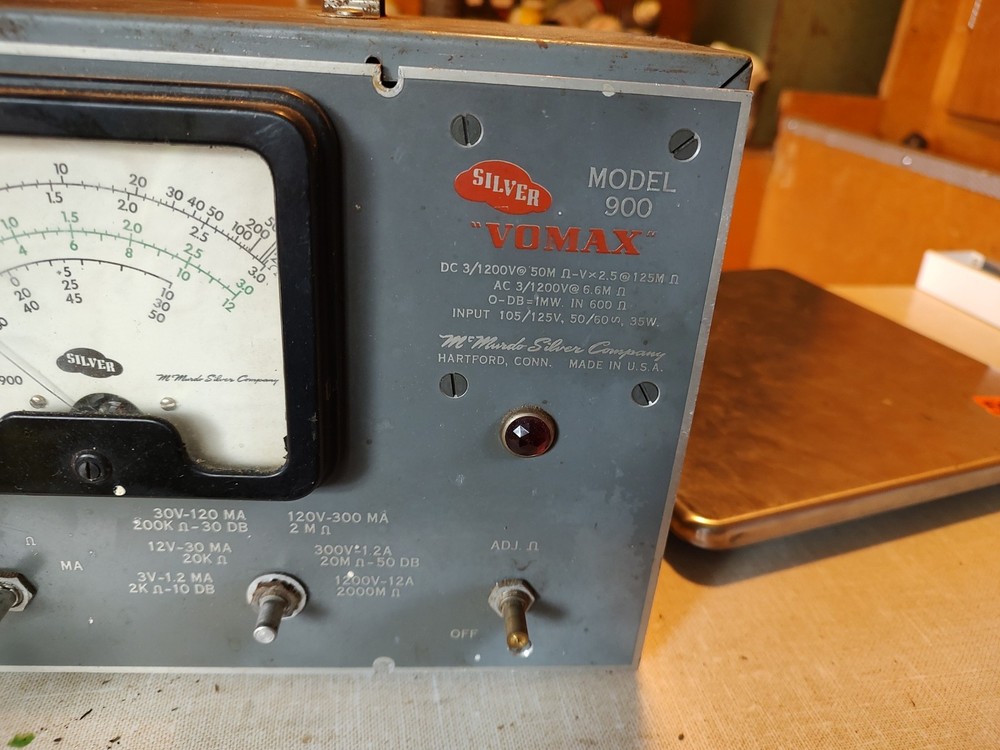 10 20 30 40 50 100 200
1.5 2.0 2.5 3.0
1.0 1.5 2.0 2.5 3.0
4 6 8 10 12
0 +5 10
20 25 30
40 45 50
SILVER
900
McMurdo Silver Company
SILVER
MODEL
900
"VOMAX"
DC 3/1200V@ 50M Ω-V×2.5@125M Ω
AC 3/1200V@ 6.6M Ω
O-DB=1MW. IN 600 Ω
INPUT 105/125V, 50/60∽, 35W.
McMurdo Silver Company
HARTFORD, CONN. MADE IN U.S.A.
30V-120 MA
200K Ω-30 DB
120V-300 MA
2 M Ω
12V-30 MA
20K Ω
300V-1.2A
20M Ω-50 DB
3V-1.2 MA
2K Ω-10 DB
1200V-12A
2000M Ω
Ω
MA
ADJ. Ω
OFF